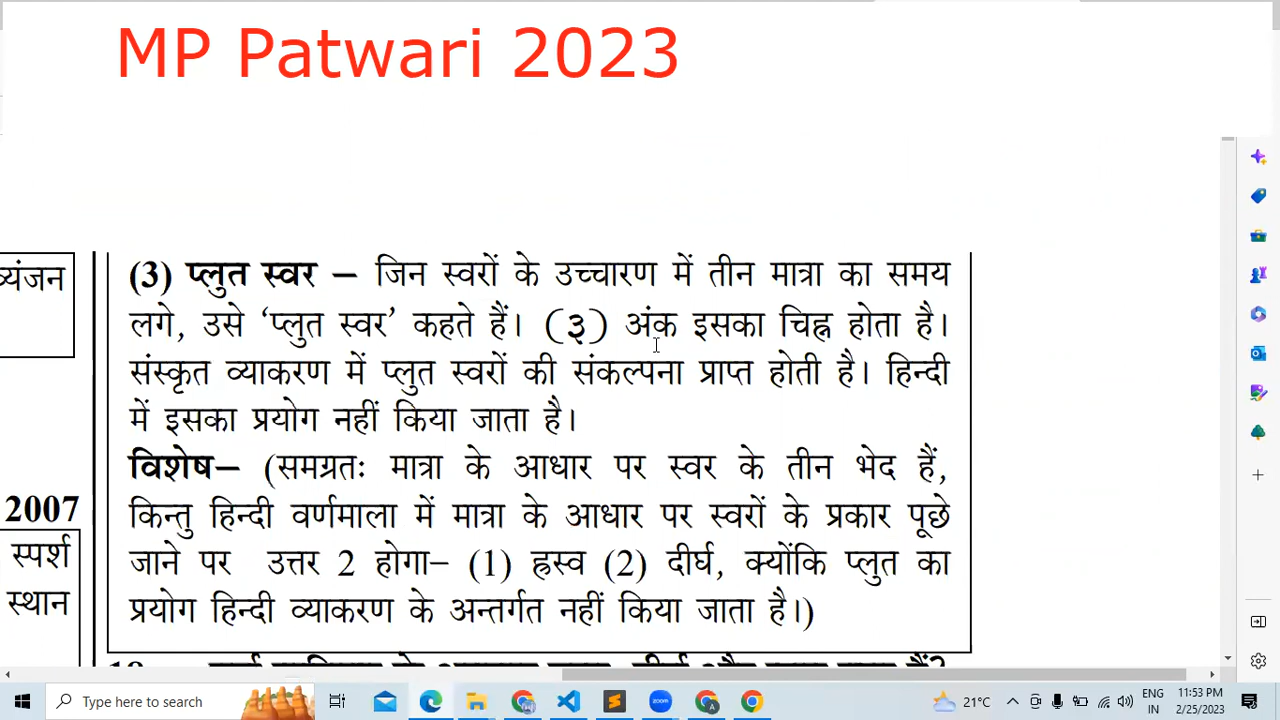 MP Patwari 2023
व्यंजन
(3) प्लुत स्वर – जिन स्वरों के उच्चारण में तीन मात्रा का समय
लगे, उसे ‘प्लुत स्वर’ कहते हैं। (३) अंक इसका चिह्न होता है।
संस्कृत व्याकरण में प्लुत स्वरों की संकल्पना प्राप्त होती है। हिन्दी
में इसका प्रयोग नहीं किया जाता है।
विशेष– (समग्रतः मात्रा के आधार पर स्वर के तीन भेद हैं,
2007
किन्तु हिन्दी वर्णमाला में मात्रा के आधार पर स्वरों के प्रकार पूछे
स्पर्श
जाने पर उत्तर 2 होगा– (1) ह्रस्व (2) दीर्घ, क्योंकि प्लुत का
स्थान
प्रयोग हिन्दी व्याकरण के अन्तर्गत नहीं किया जाता है।)
Type here to search
zoom
21°C
ENG
IN
11:53 PM
2/25/2023